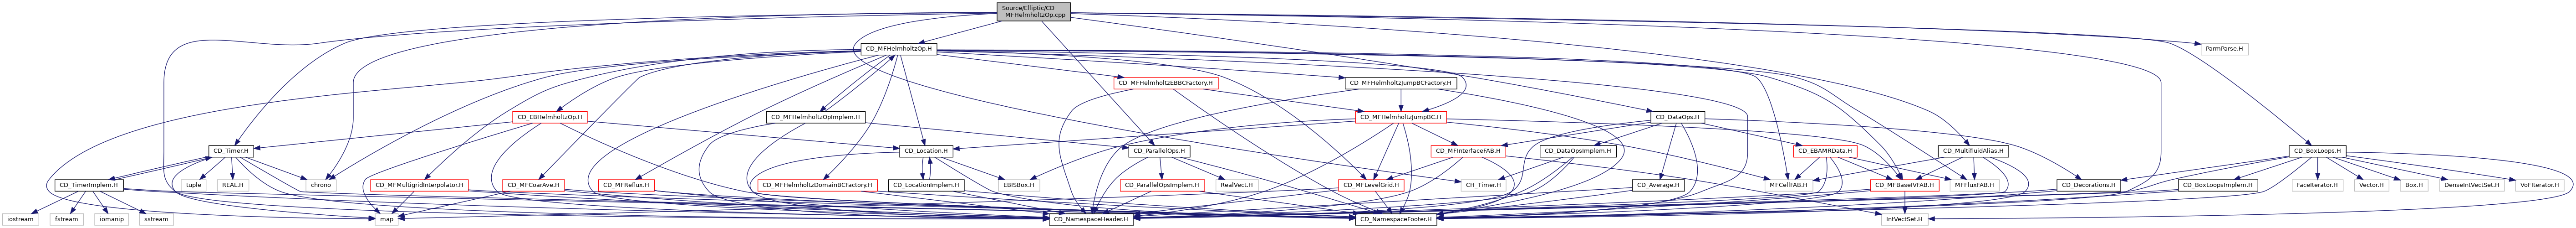 Source/Elliptic/CD
_MFHelmholtzOp.cpp
CD_MFHelmholtzOp.H
ParmParse.H
CD_MFHelmholtzEBBCFactory.H
CD_MFHelmholtzJumpBCFactory.H
CD_EBHelmholtzOp.H
CD_MFHelmholtzOpImplem.H
CD_MFHelmholtzJumpBC.H
CD_DataOps.H
CD_Timer.H
CD_Location.H
CD_ParallelOps.H
CD_MFInterfaceFAB.H
CD_DataOpsImplem.H
CD_EBAMRData.H
CD_MultifluidAlias.H
CD_BoxLoops.H
CD_TimerImplem.H
tuple
REAL.H
chrono
CD_MFMultigridInterpolator.H
CD_MFCoarAve.H
CD_MFReflux.H
CD_MFHelmholtzDomainBCFactory.H
CD_LocationImplem.H
EBISBox.H
CD_ParallelOpsImplem.H
RealVect.H
CD_MFLevelGrid.H
CH_Timer.H
CD_Average.H
MFCellFAB.H
CD_MFBaseIVFAB.H
MFFluxFAB.H
CD_Decorations.H
CD_BoxLoopsImplem.H
FaceIterator.H
Vector.H
Box.H
DenseIntVectSet.H
VoFIterator.H
iostream
fstream
iomanip
sstream
map
CD_NamespaceHeader.H
CD_NamespaceFooter.H
IntVectSet.H